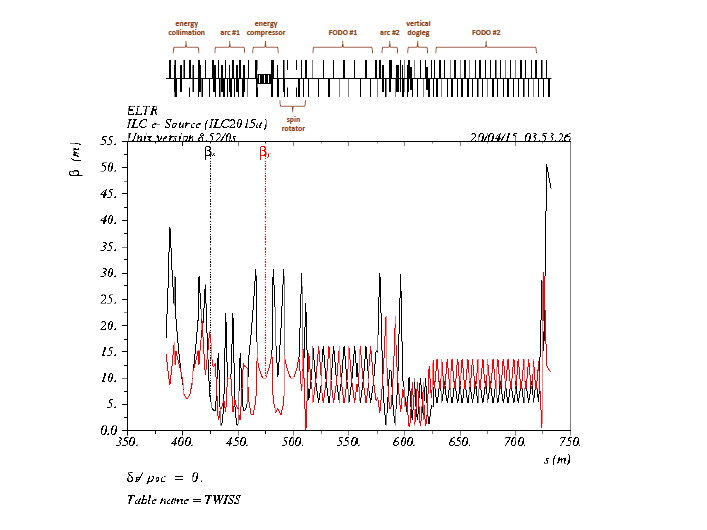 energy collimation
arc #1
energy compressor
FODO #1
arc #2
vertical dogleg
FODO #2
spin rotator
ELTR
ILC e- Source (ILC2015a)
Unix version 8.52/0s
20/04/15 03.53.26
β (m)
βx
βy
55.
50.
45.
40.
35.
30.
25.
20.
15.
10.
5.
0.0
350.
400.
450.
500.
550.
600.
650.
700.
750.
s (m)
δE/ p0c = 0.
Table name = TWISS